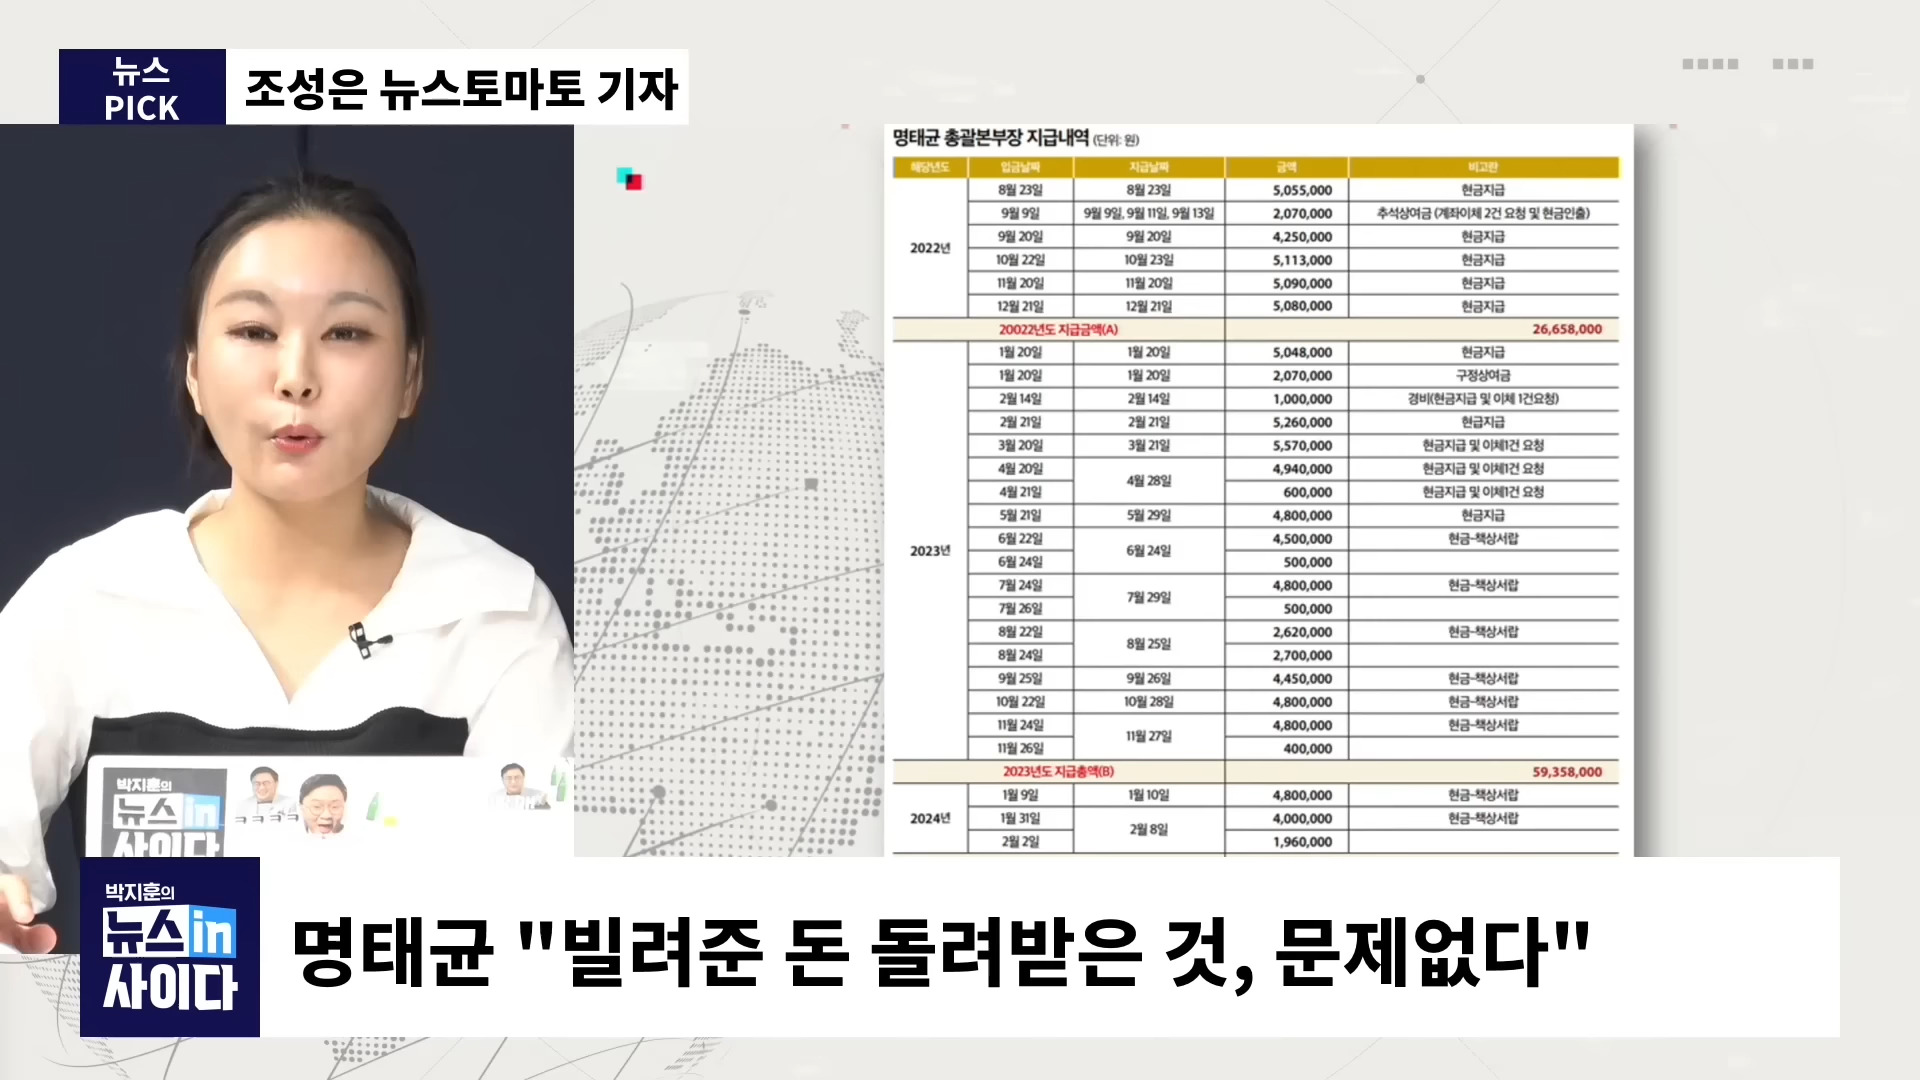 뉴스
PICK
조성은 뉴스토마토 기자
명태균 총괄본부장 지급내역 (단위: 원)
해당년도 입금날짜 지급날짜 금액 비고란
8월 23일 8월 23일 5,055,000 현금지급
9월 9일 9월 9일, 9월 11일, 9월 13일 2,070,000 추석상여금 (계좌이체 2건 요청 및 현금인출)
9월 20일 9월 20일 4,250,000 현금지급
2022년
10월 22일 10월 23일 5,113,000 현금지급
11월 20일 11월 20일 5,090,000 현금지급
12월 21일 12월 21일 5,080,000 현금지급
20022년도 지급금액(A) 26,658,000
1월 20일 1월 20일 5,048,000 현금지급
1월 20일 1월 20일 2,070,000 구정상여금
2월 14일 2월 14일 1,000,000 경비(현금지급 및 이체 1건요청)
2월 21일 2월 21일 5,260,000 현급지급
3월 20일 3월 21일 5,570,000 현금지급 및 이체1건 요청
4월 20일 4월 28일 4,940,000 현금지급 및 이체1건 요청
4월 21일 600,000 현금지급 및 이체1건 요청
5월 21일 5월 29일 4,800,000 현금지급
2023년
6월 22일 6월 24일 4,500,000 현금-책상서랍
6월 24일 500,000
7월 24일 7월 29일 4,800,000 현금-책상서랍
7월 26일 500,000
8월 22일 8월 25일 2,620,000 현금-책상서랍
8월 24일 2,700,000
9월 25일 9월 26일 4,450,000 현금-책상서랍
10월 22일 10월 28일 4,800,000 현금-책상서랍
11월 24일 11월 27일 4,800,000 현금-책상서랍
11월 26일 400,000
2023년도 지급총액(B) 59,358,000
1월 9일 1월 10일 4,800,000 현금-책상서랍
2024년 1월 31일 2월 8일 4,000,000 현금-책상서랍
2월 2일 1,960,000
박지훈의
뉴스in
사이다
ㅋㅋㅋㅋ
박지훈의
뉴스in
사이다
명태균 "빌려준 돈 돌려받은 것, 문제없다"